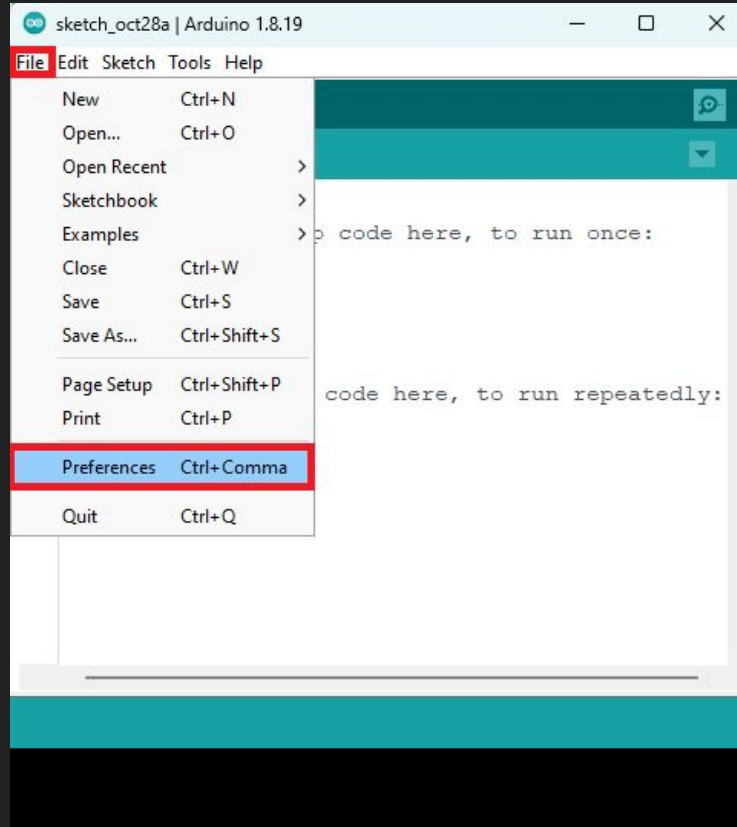 sketch_oct28a | Arduino 1.8.19
File Edit Sketch Tools Help
New Ctrl+N
Open... Ctrl+O
Open Recent
Sketchbook
Examples
Close Ctrl+W
Save Ctrl+S
Save As... Ctrl+Shift+S
Page Setup Ctrl+Shift+P
Print Ctrl+P
Preferences Ctrl+Comma
Quit Ctrl+Q
code here, to run once:
code here, to run repeatedly: